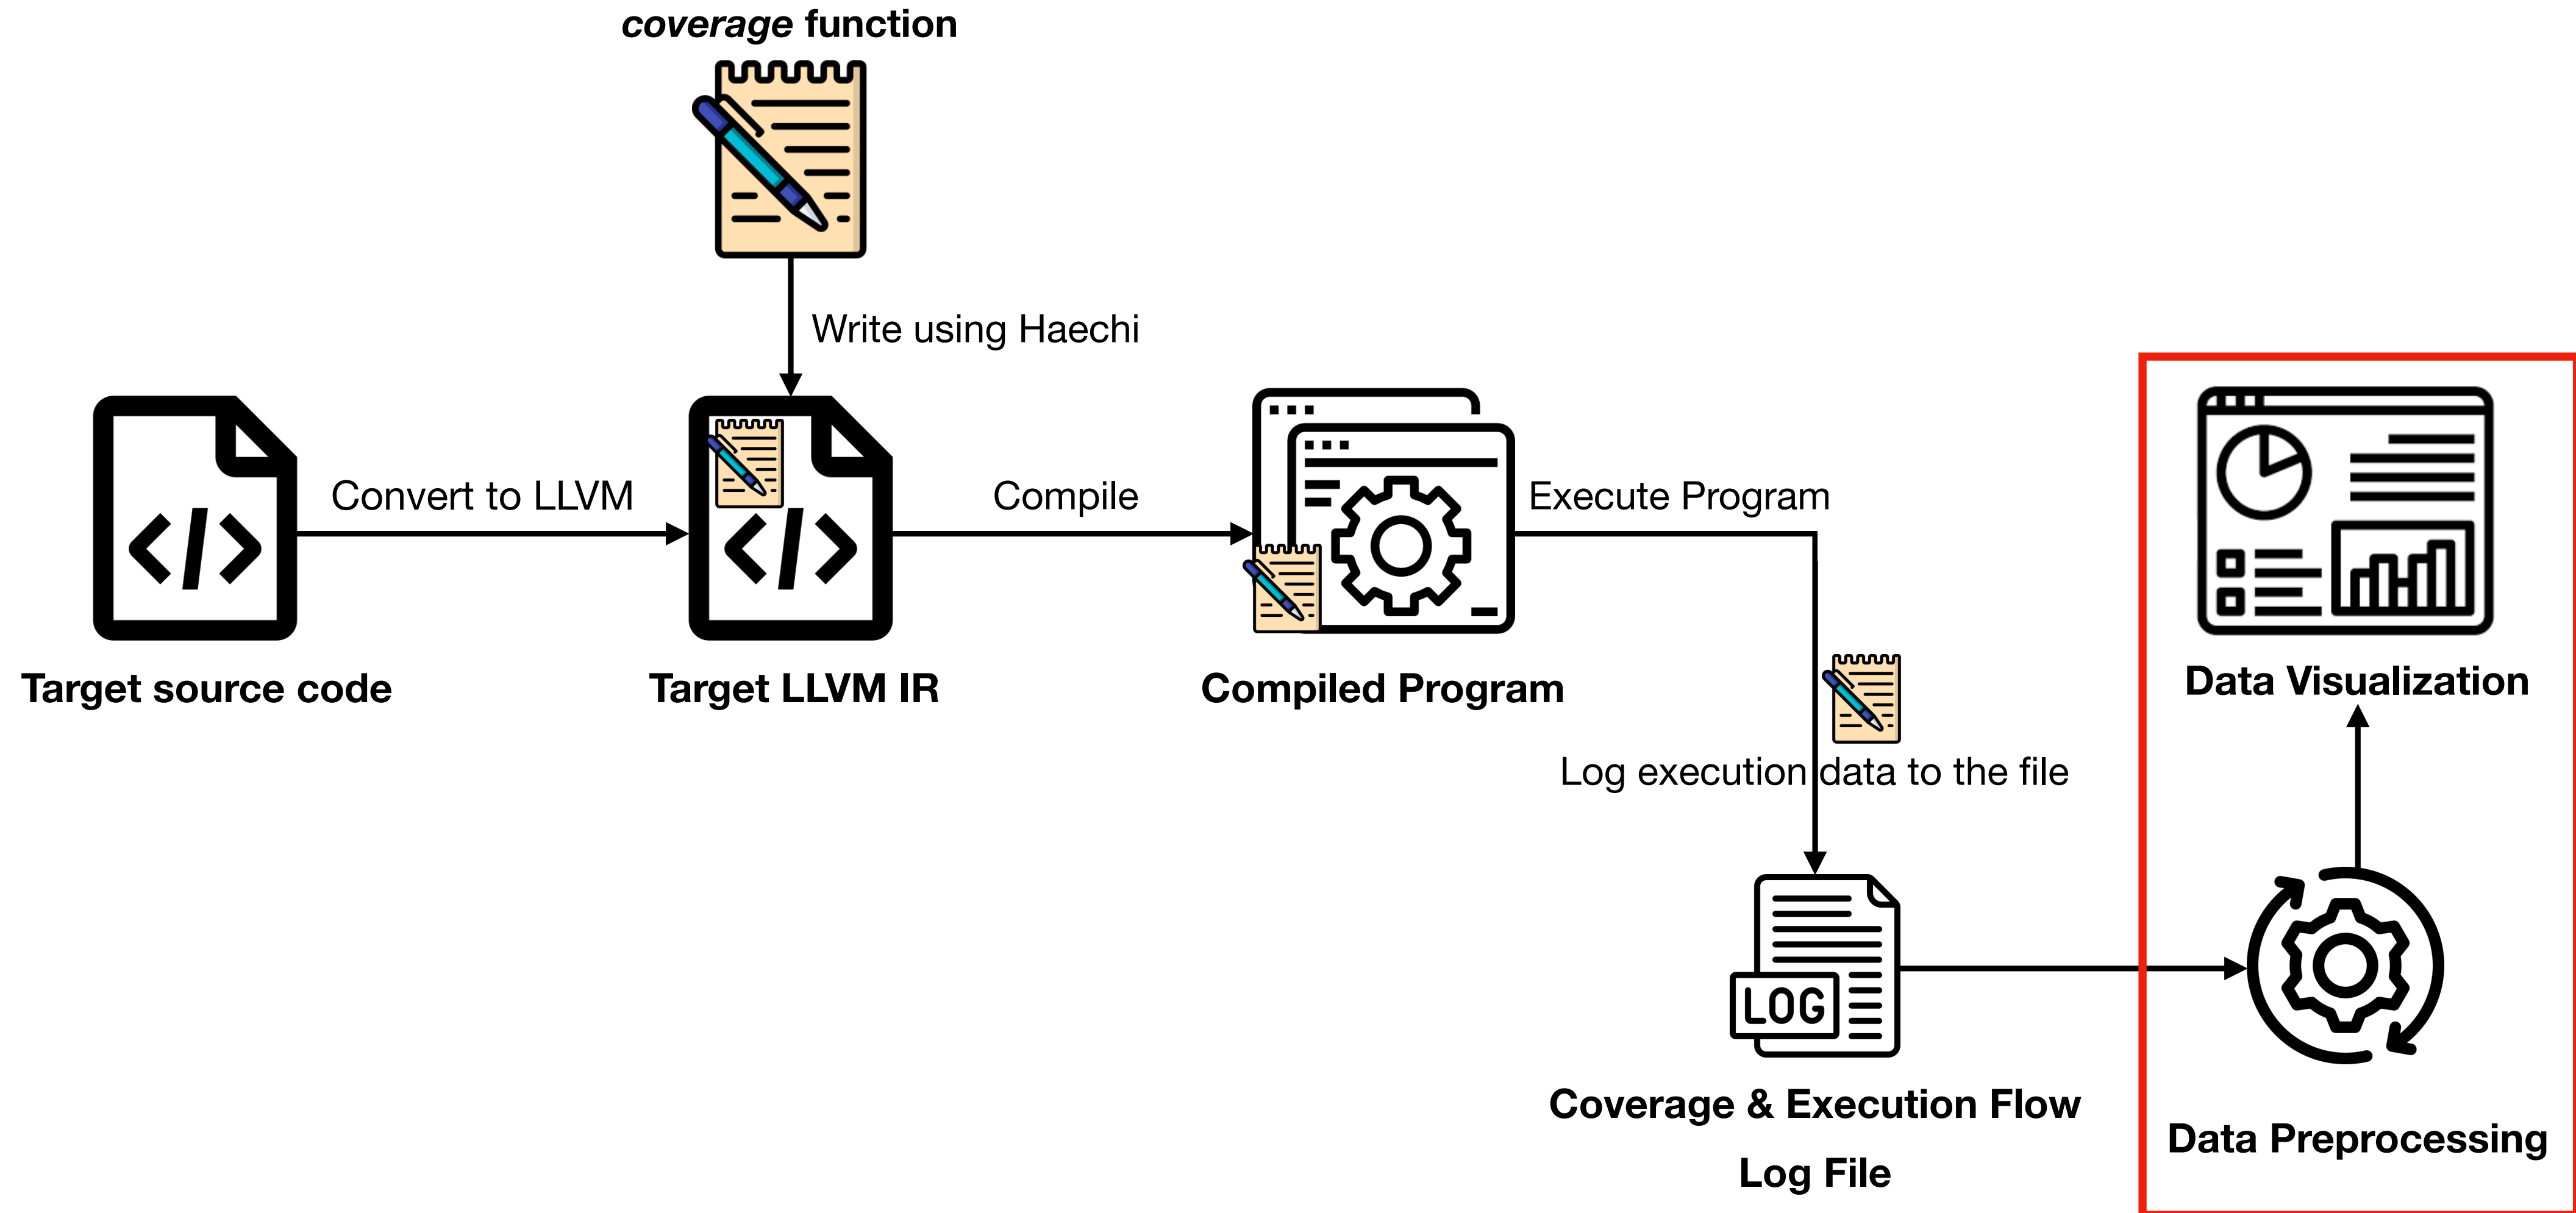 coverage function
Write using Haechi
Convert to LLVM
Compile
Execute Program
Target source code
Target LLVM IR
Compiled Program
Data Visualization
Log execution data to the file
LOG
Coverage & Execution Flow
Log File
Data Preprocessing